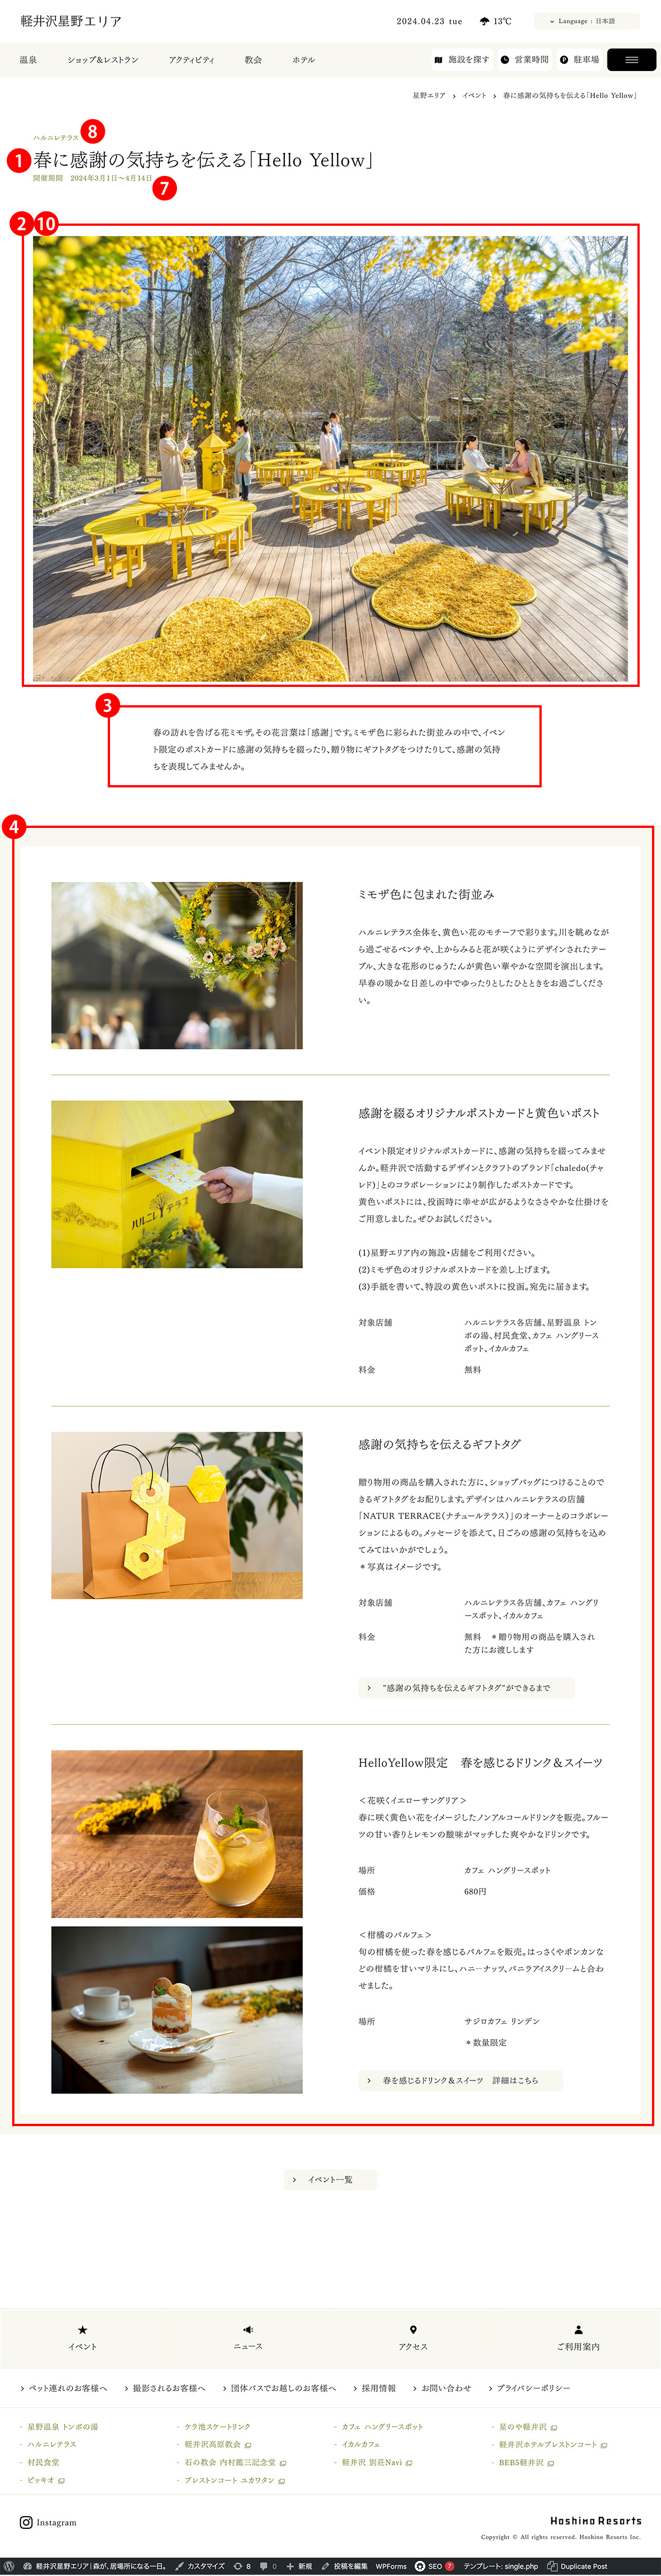 軽井沢星野エリア
2024.04.23 tue
13℃
Language : 日本語
温泉
ショップ&レストラン
アクティビティ
教会
ホテル
施設を探す
営業時間
P 駐車場
星野エリア > イベント > 春に感謝の気持ちを伝える「Hello Yellow」
ハルニレテラス
8
1
春に感謝の気持ちを伝える「Hello Yellow」
開催期間 2024年3月1日〜4月14日
7
2
10
3
春の訪れを告げる花ミモザ。その花言葉は「感謝」です。ミモザ色に彩られた街並みの中で、イベン
ト限定のポストカードに感謝の気持ちを綴ったり、贈り物にギフトタグをつけたりして、感謝の気持
ちを表現してみませんか。
4
ミモザ色に包まれた街並み
ハルニレテラス全体を、黄色い花のモチーフで彩ります。川を眺めなが
ら過ごせるベンチや、上からみると花が咲くようにデザインされたテー
ブル、大きな花形のじゅうたんが黄色い華やかな空間を演出します。
早春の暖かな日差しの中でゆったりとしたひとときをお過ごしくださ
い。
ハルニレテラス
感謝を綴るオリジナルポストカードと黄色いポスト
イベント限定オリジナルポストカードに、感謝の気持ちを綴ってみませ
んか。軽井沢で活動するデザインとクラフトのブランド「chaledo(チャ
レド)」とのコラボレーションにより制作したポストカードです。
黄色いポストには、投函時に幸せが広がるようなささやかな仕掛けを
ご用意しました。ぜひお試しください。
(1)星野エリア内の施設・店舗をご利用ください。
(2)ミモザ色のオリジナルポストカードを差し上げます。
(3)手紙を書いて、特設の黄色いポストに投函。宛先に届きます。
対象店舗
ハルニレテラス各店舗、星野温泉 トン
ボの湯、村民食堂、カフェ ハングリース
ポット、イカルカフェ
料金
無料
感謝の気持ちを伝えるギフトタグ
贈り物用の商品を購入された方に、ショップバッグにつけることので
きるギフトタグをお配りします。デザインはハルニレテラスの店舗
「NATUR TERRACE(ナチュールテラス)」のオーナーとのコラボレー
ションによるもの。メッセージを添えて、日ごろの感謝の気持ちを込め
てみてはいかがでしょう。
＊写真はイメージです。
対象店舗
ハルニレテラス各店舗、カフェ ハングリ
ースポット、イカルカフェ
料金
無料 ＊贈り物用の商品を購入され
た方にお渡しします
> "感謝の気持ちを伝えるギフトタグ"ができるまで
HelloYellow限定 春を感じるドリンク&スイーツ
＜花咲くイエローサングリア＞
春に咲く黄色い花をイメージしたノンアルコールドリンクを販売。フルー
ツの甘い香りとレモンの酸味がマッチした爽やかなドリンクです。
場所
カフェ ハングリースポット
価格
680円
＜柑橘のパルフェ＞
旬の柑橘を使った春を感じるパルフェを販売。はっさくやポンカンな
どの柑橘を甘いマリネにし、ハニーナッツ、バニラアイスクリームと合わ
せました。
場所
サジロカフェ リンデン
＊数量限定
> 春を感じるドリンク&スイーツ 詳細はこちら
> イベント一覧
イベント
ニュース
アクセス
ご利用案内
> ペット連れのお客様へ
> 撮影されるお客様へ
> 団体バスでお越しのお客様へ
> 採用情報
> お問い合わせ
> プライバシーポリシー
- 星野温泉 トンボの湯
- ケラ池スケートリンク
- カフェ ハングリースポット
- 星のや軽井沢
- ハルニレテラス
- 軽井沢高原教会
- イカルカフェ
- 軽井沢ホテルブレストンコート
- 村民食堂
- 石の教会 内村鑑三記念堂
- 軽井沢 別荘Navi
- BEB5軽井沢
- ピッキオ
- ブレストンコート ユカワタン
Instagram
Hoshino Resorts
Copyright © All rights reserved. Hoshino Resorts Inc.
軽井沢星野エリア｜森が、居場所になる一日。
カスタマイズ
8
0
+ 新規
投稿を編集
WPForms
SEO 7
テンプレート: single.php
Duplicate Post